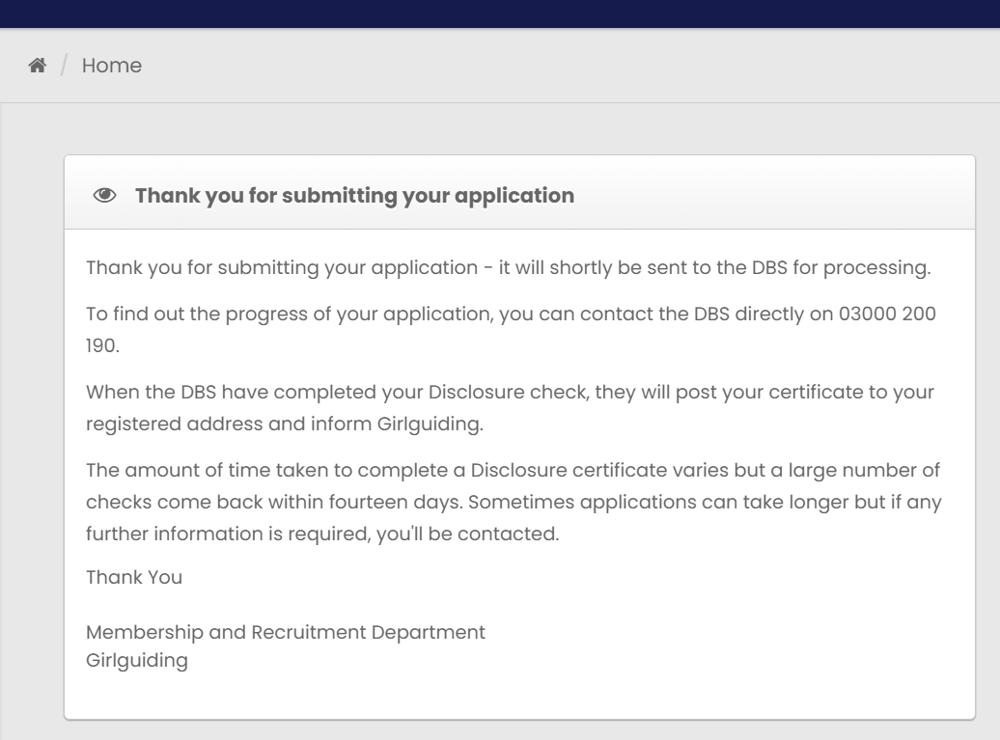 Home
Thank you for submitting your application
Thank you for submitting your application - it will shortly be sent to the DBS for processing.
To find out the progress of your application, you can contact the DBS directly on 03000 200
190.
When the DBS have completed your Disclosure check, they will post your certificate to your
registered address and inform Girlguiding.
The amount of time taken to complete a Disclosure certificate varies but a large number of
checks come back within fourteen days. Sometimes applications can take longer but if any
further information is required, you'll be contacted.
Thank You
Membership and Recruitment Department
Girlguiding